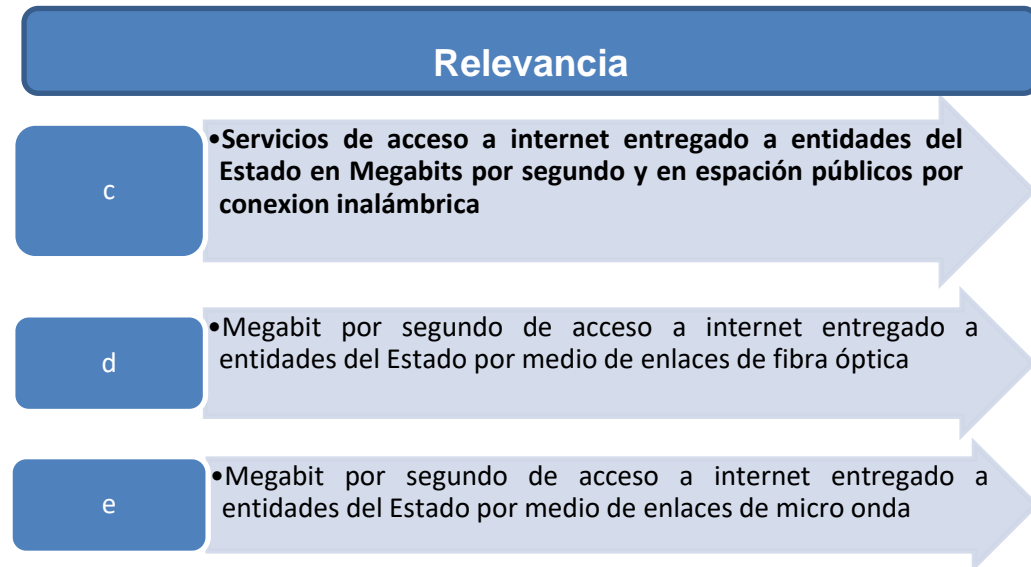 Relevancia
c
•Servicios de acceso a internet entregado a entidades del
Estado en Megabits por segundo y en espación públicos por
conexion inalámbrica
d
•Megabit por segundo de acceso a internet entregado a
entidades del Estado por medio de enlaces de fibra óptica
e
•Megabit por segundo de acceso a internet entregado a
entidades del Estado por medio de enlaces de micro onda